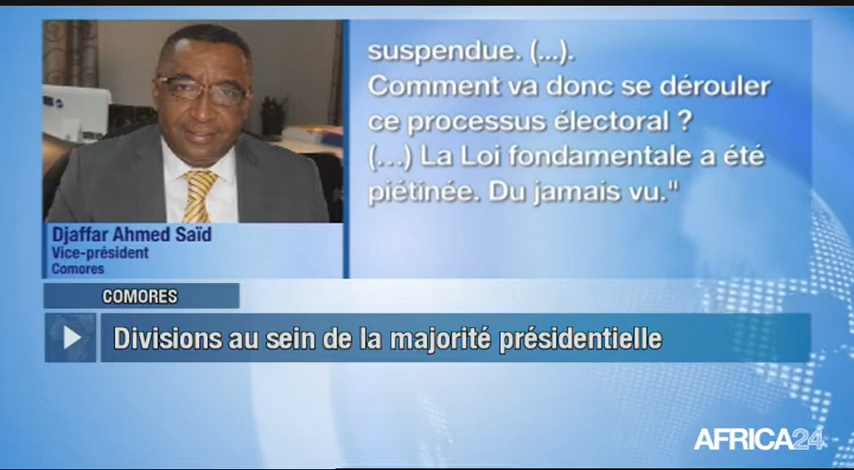 suspendue. (...).
Comment va donc se dérouler
ce processus électoral ?
(...) La Loi fondamentale a été
piétinée. Du jamais vu."
Djaffar Ahmed Saïd
Vice-président
Comores
COMORES
Divisions au sein de la majorité présidentielle
AFRICA24